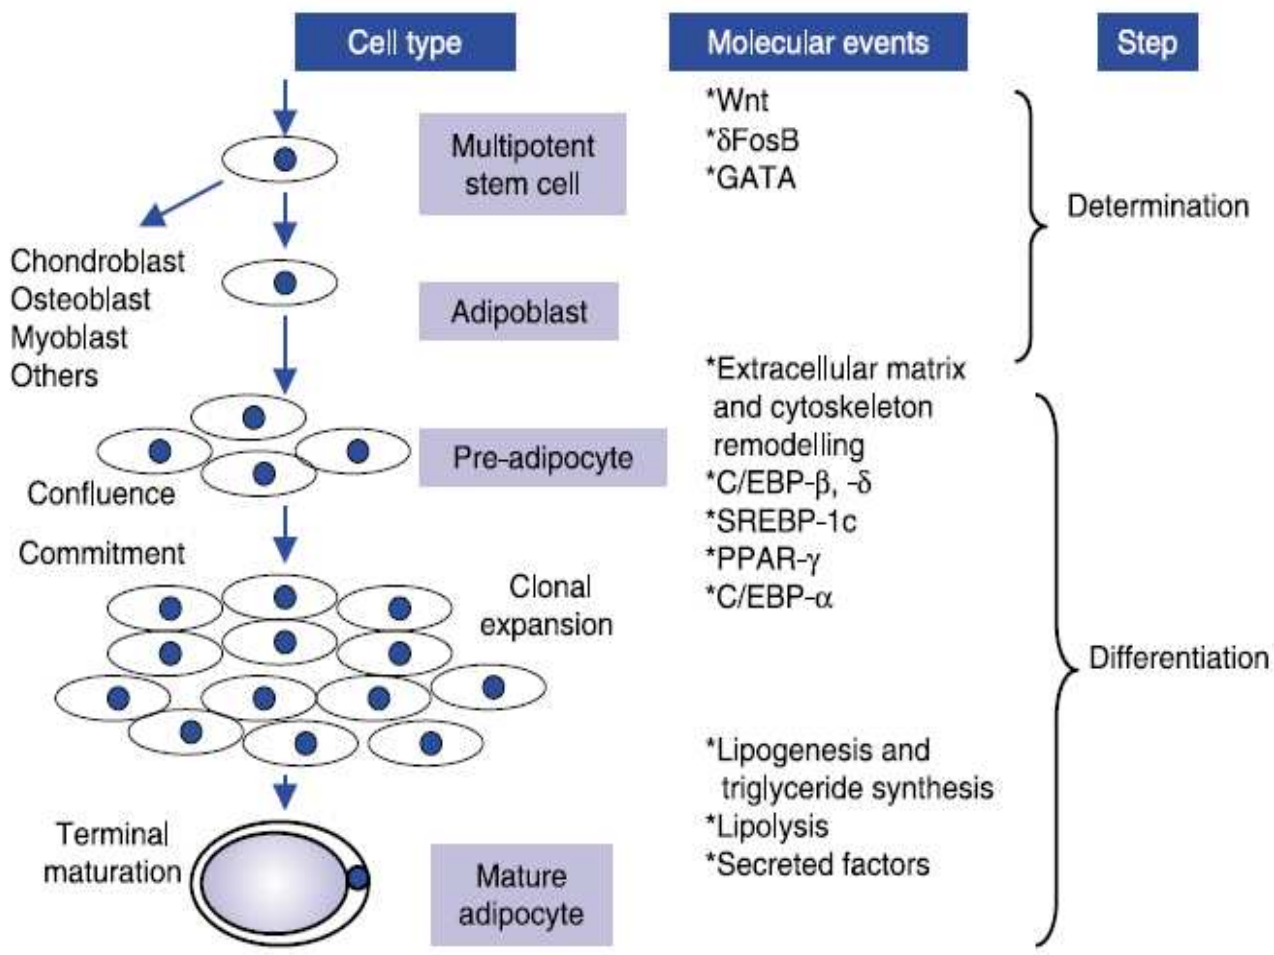 Cell type
Molecular events
Step
*Wnt
*δFosB
*GATA
Multipotent
stem cell
Determination
Chondroblast
Osteoblast
Myoblast
Others
Adipoblast
*Extracellular matrix
and cytoskeleton
remodelling
*C/EBP-β, -δ
*SREBP-1c
*PPAR-γ
*C/EBP-α
Pre-adipocyte
Confluence
Commitment
Clonal
expansion
Differentiation
*Lipogenesis and
triglyceride synthesis
*Lipolysis
*Secreted factors
Terminal
maturation
Mature
adipocyte